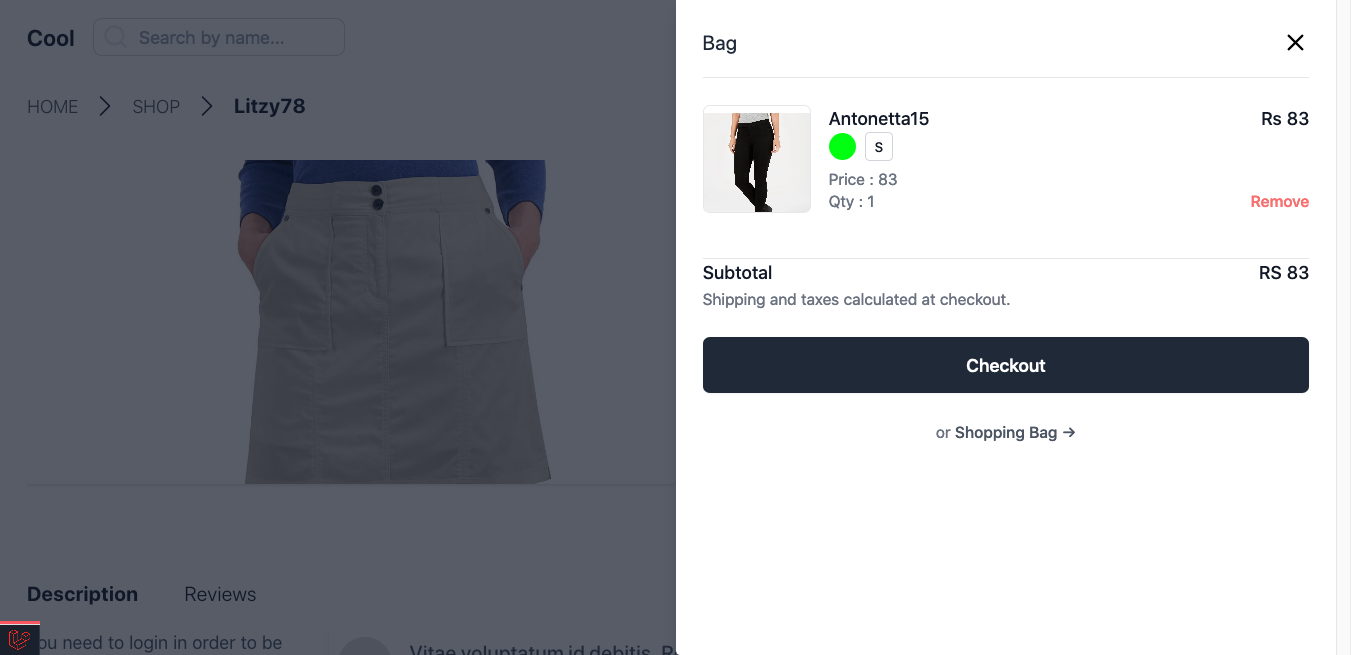 Cool
Search by name...
HOME
SHOP
Litzy78
Description
Reviews
ou need to login in order to be
Vitae voluptatum id debitis.
Bag
Antonetta15
Rs 83
S
Price : 83
Qty : 1
Remove
Subtotal
RS 83
Shipping and taxes calculated at checkout.
Checkout
or Shopping Bag →